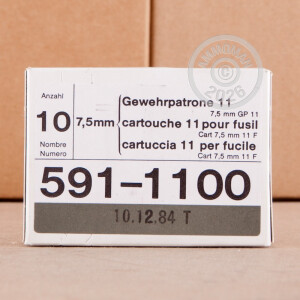 Anzahl
10
Nombre
Numero
7,5mm
Gewehrpatrone 11
7,5 mm GP 11
cartouche 11 pour fusil
Cart 7,5 mm 11 F
cartuccia 11 per fucile
Cart 7,5 mm 11 F
591-1100
10.12.84 T
2026